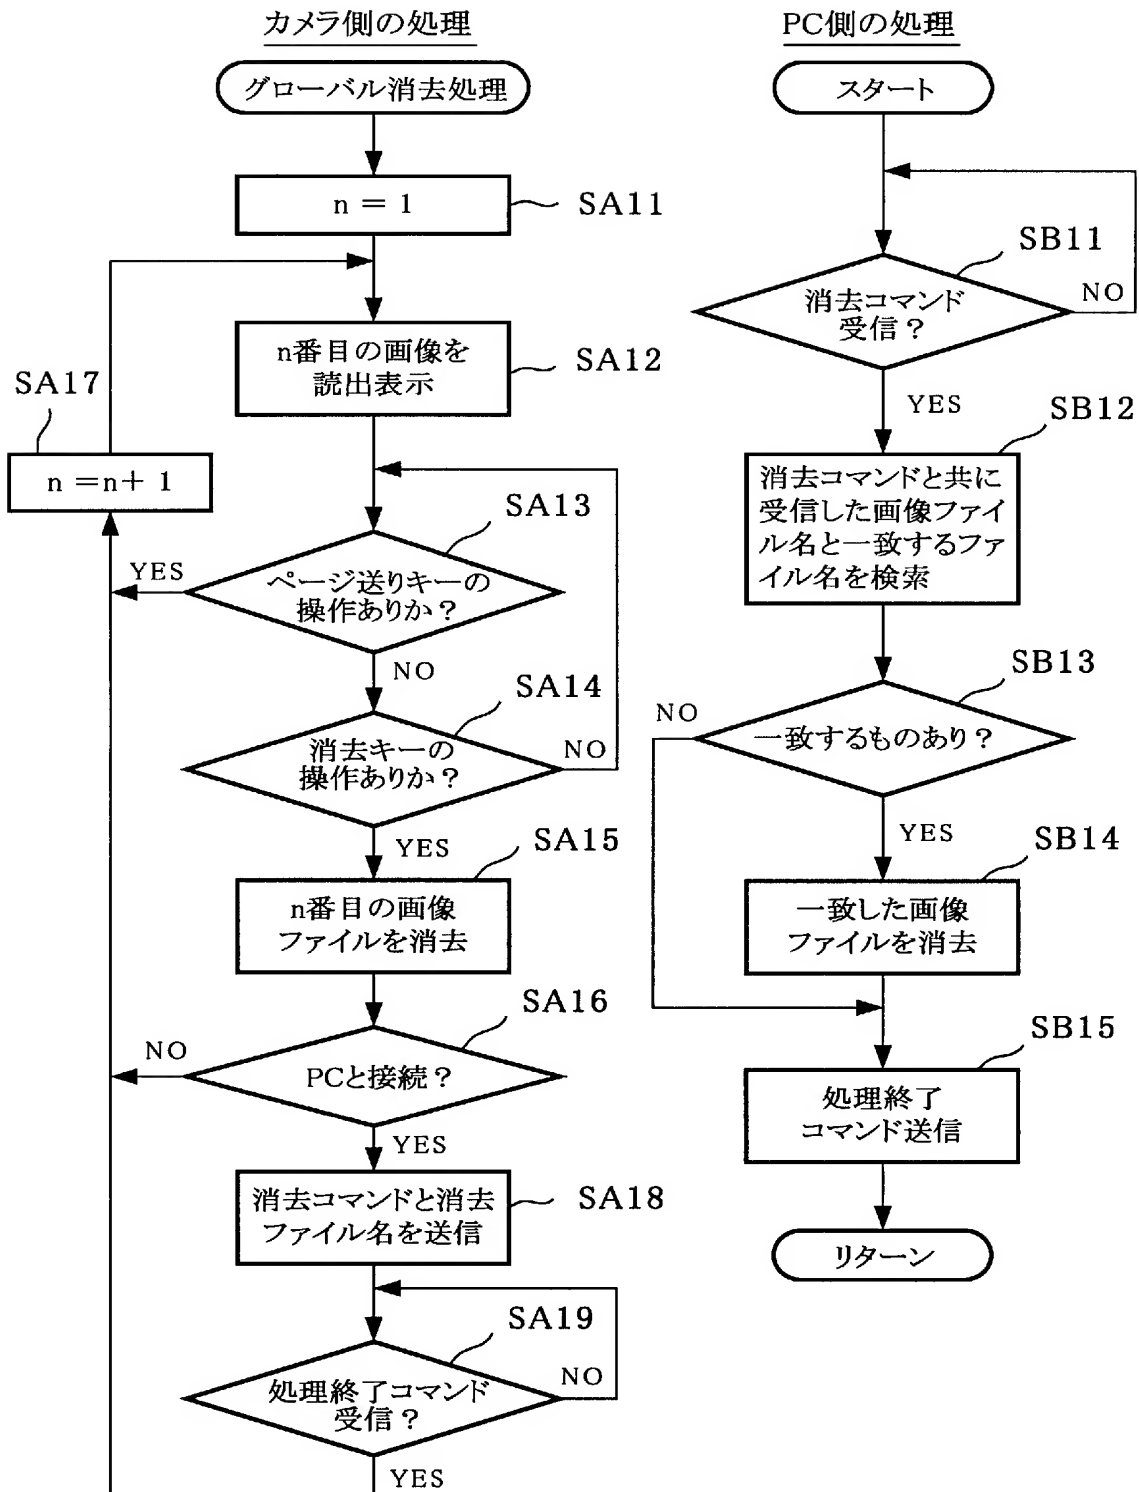 カメラ側の処理
グローバル消去処理
n = 1
SA11
n番目の画像を
読出表示
SA12
SA17
n = n + 1
SA13
ページ送りキーの
操作ありか？
YES
NO
SA14
消去キーの
操作ありか？
NO
YES
SA15
n番目の画像
ファイルを消去
SA16
PCと接続？
NO
YES
消去コマンドと消去
ファイル名を送信
SA18
SA19
処理終了コマンド
受信？
NO
YES
PC側の処理
スタート
SB11
消去コマンド
受信？
NO
YES
SB12
消去コマンドと共に
受信した画像ファイ
ル名と一致するファ
イル名を検索
SB13
一致するものあり？
NO
YES
SB14
一致した画像
ファイルを消去
SB15
処理終了
コマンド送信
リターン